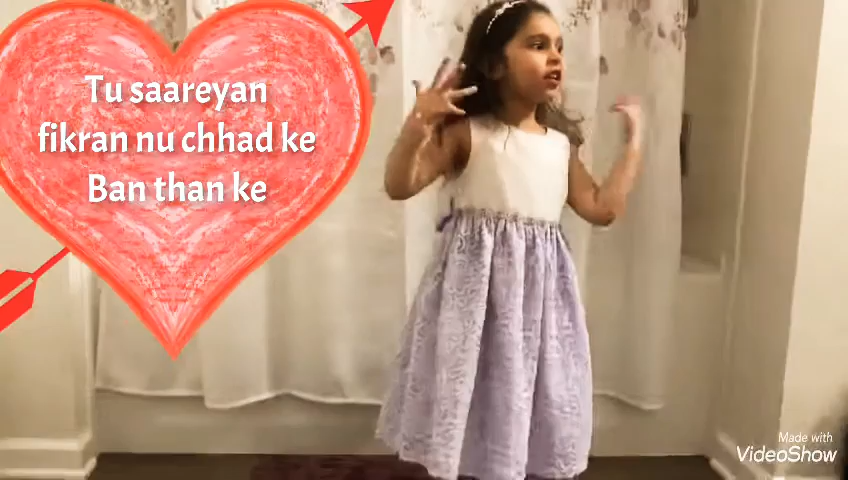 Tu saareyan
fikran nu chhad ke
Ban than ke
Made with
VideoShow